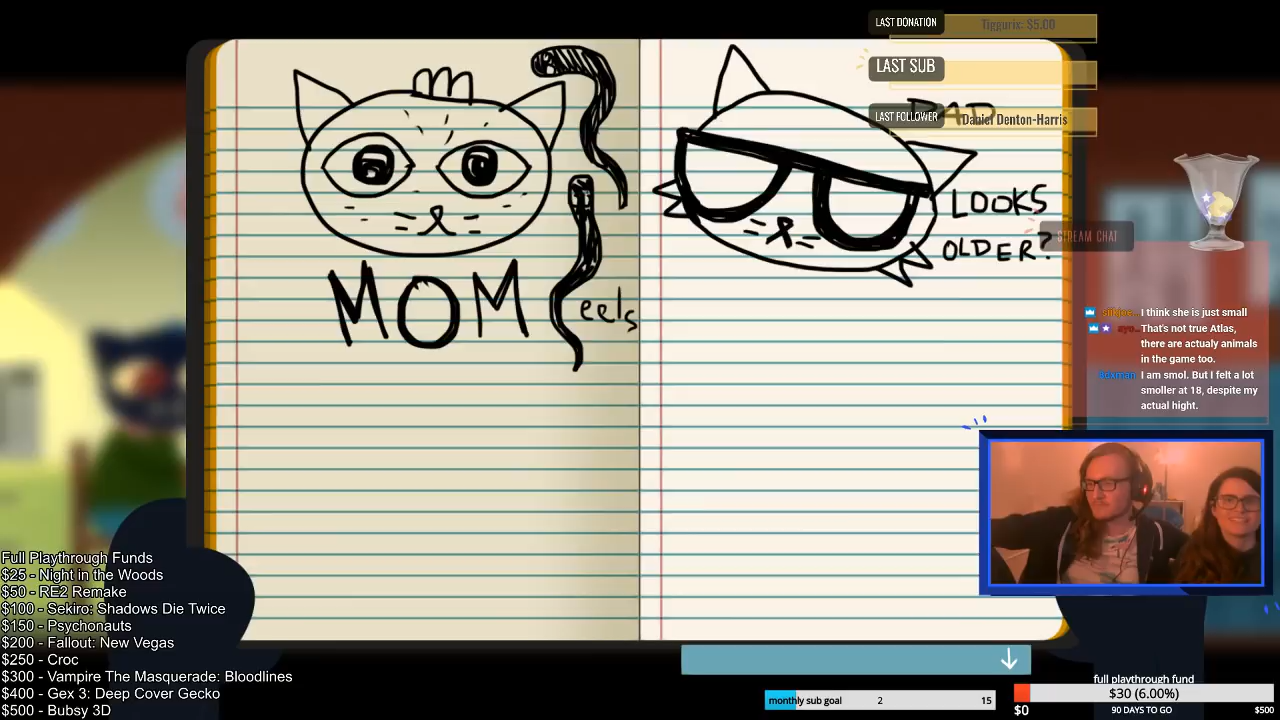 LAST DONATION
Tiggurix: $5.00
LAST SUB
LAST FOLLOWER
Daniel Denton-Harris
DAD
LOOKS
OLDER?
MOM
eels
STREAM CHAT
I think she is just small
That's not true Atlas,
there are actualy animals
in the game too.
I am smol. But I felt a lot
smoller at 18, despite my
actual hight.
Full Playthrough Funds
$25 - Night in the Woods
$50 - RE2 Remake
$100 - Sekiro: Shadows Die Twice
$150 - Psychonauts
$200 - Fallout: New Vegas
$250 - Croc
$300 - Vampire The Masquerade: Bloodlines
$400 - Gex 3: Deep Cover Gecko
$500 - Bubsy 3D
monthly sub goal 2 15
full playthrough fund
$30 (6.00%)
$0 90 DAYS TO GO $500